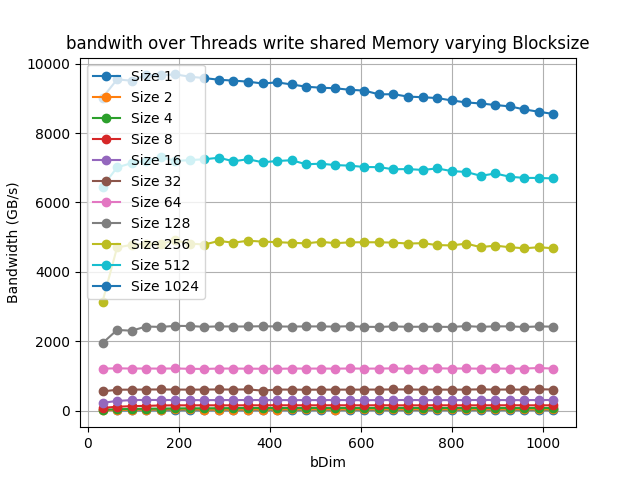 bandwith over Threads write shared Memory varying Blocksize
Bandwidth (GB/s)
10000
8000
6000
4000
2000
0
Size 1
Size 2
Size 4
Size 8
Size 16
Size 32
Size 64
Size 128
Size 256
Size 512
Size 1024
0 200 400 600 800 1000
bDim